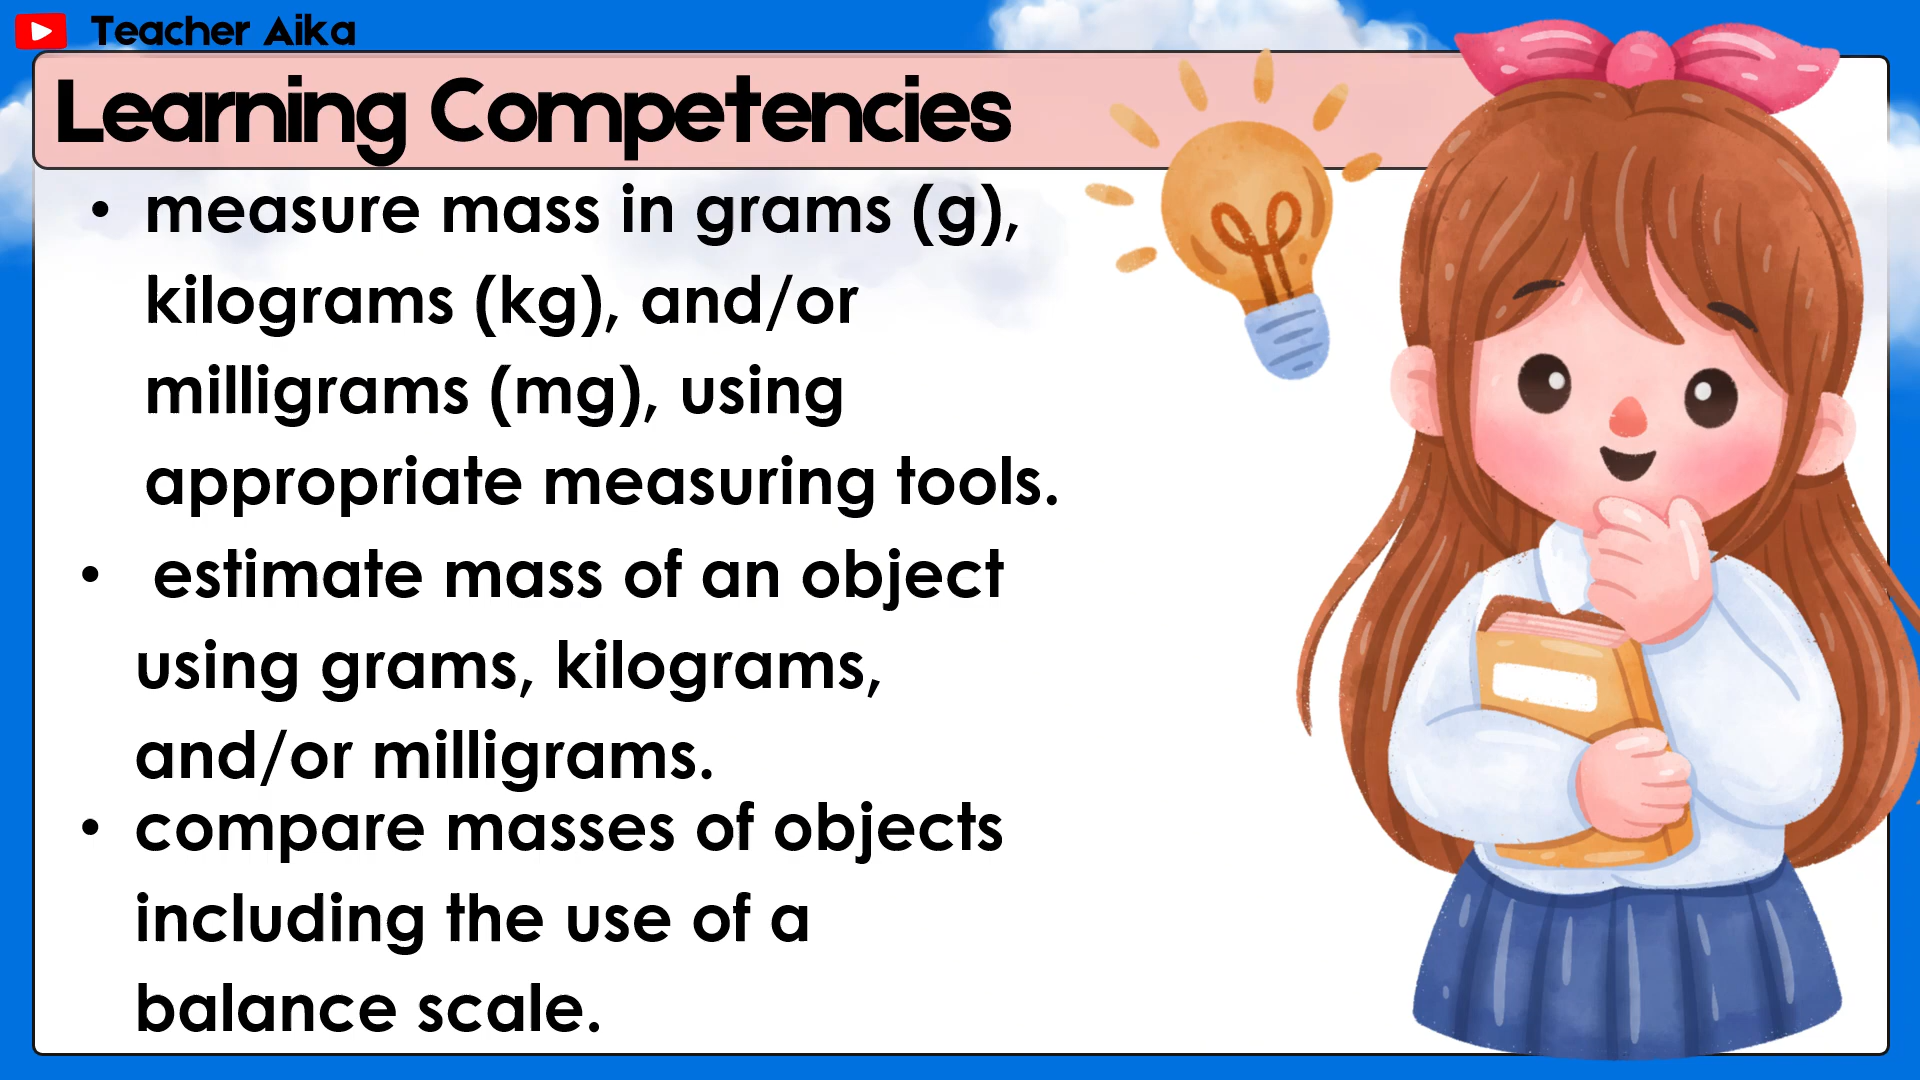 Teacher Aika
Learning Competencies
• measure mass in grams (g),
kilograms (kg), and/or
milligrams (mg), using
appropriate measuring tools.
• estimate mass of an object
using grams, kilograms,
and/or milligrams.
• compare masses of objects
including the use of a
balance scale.